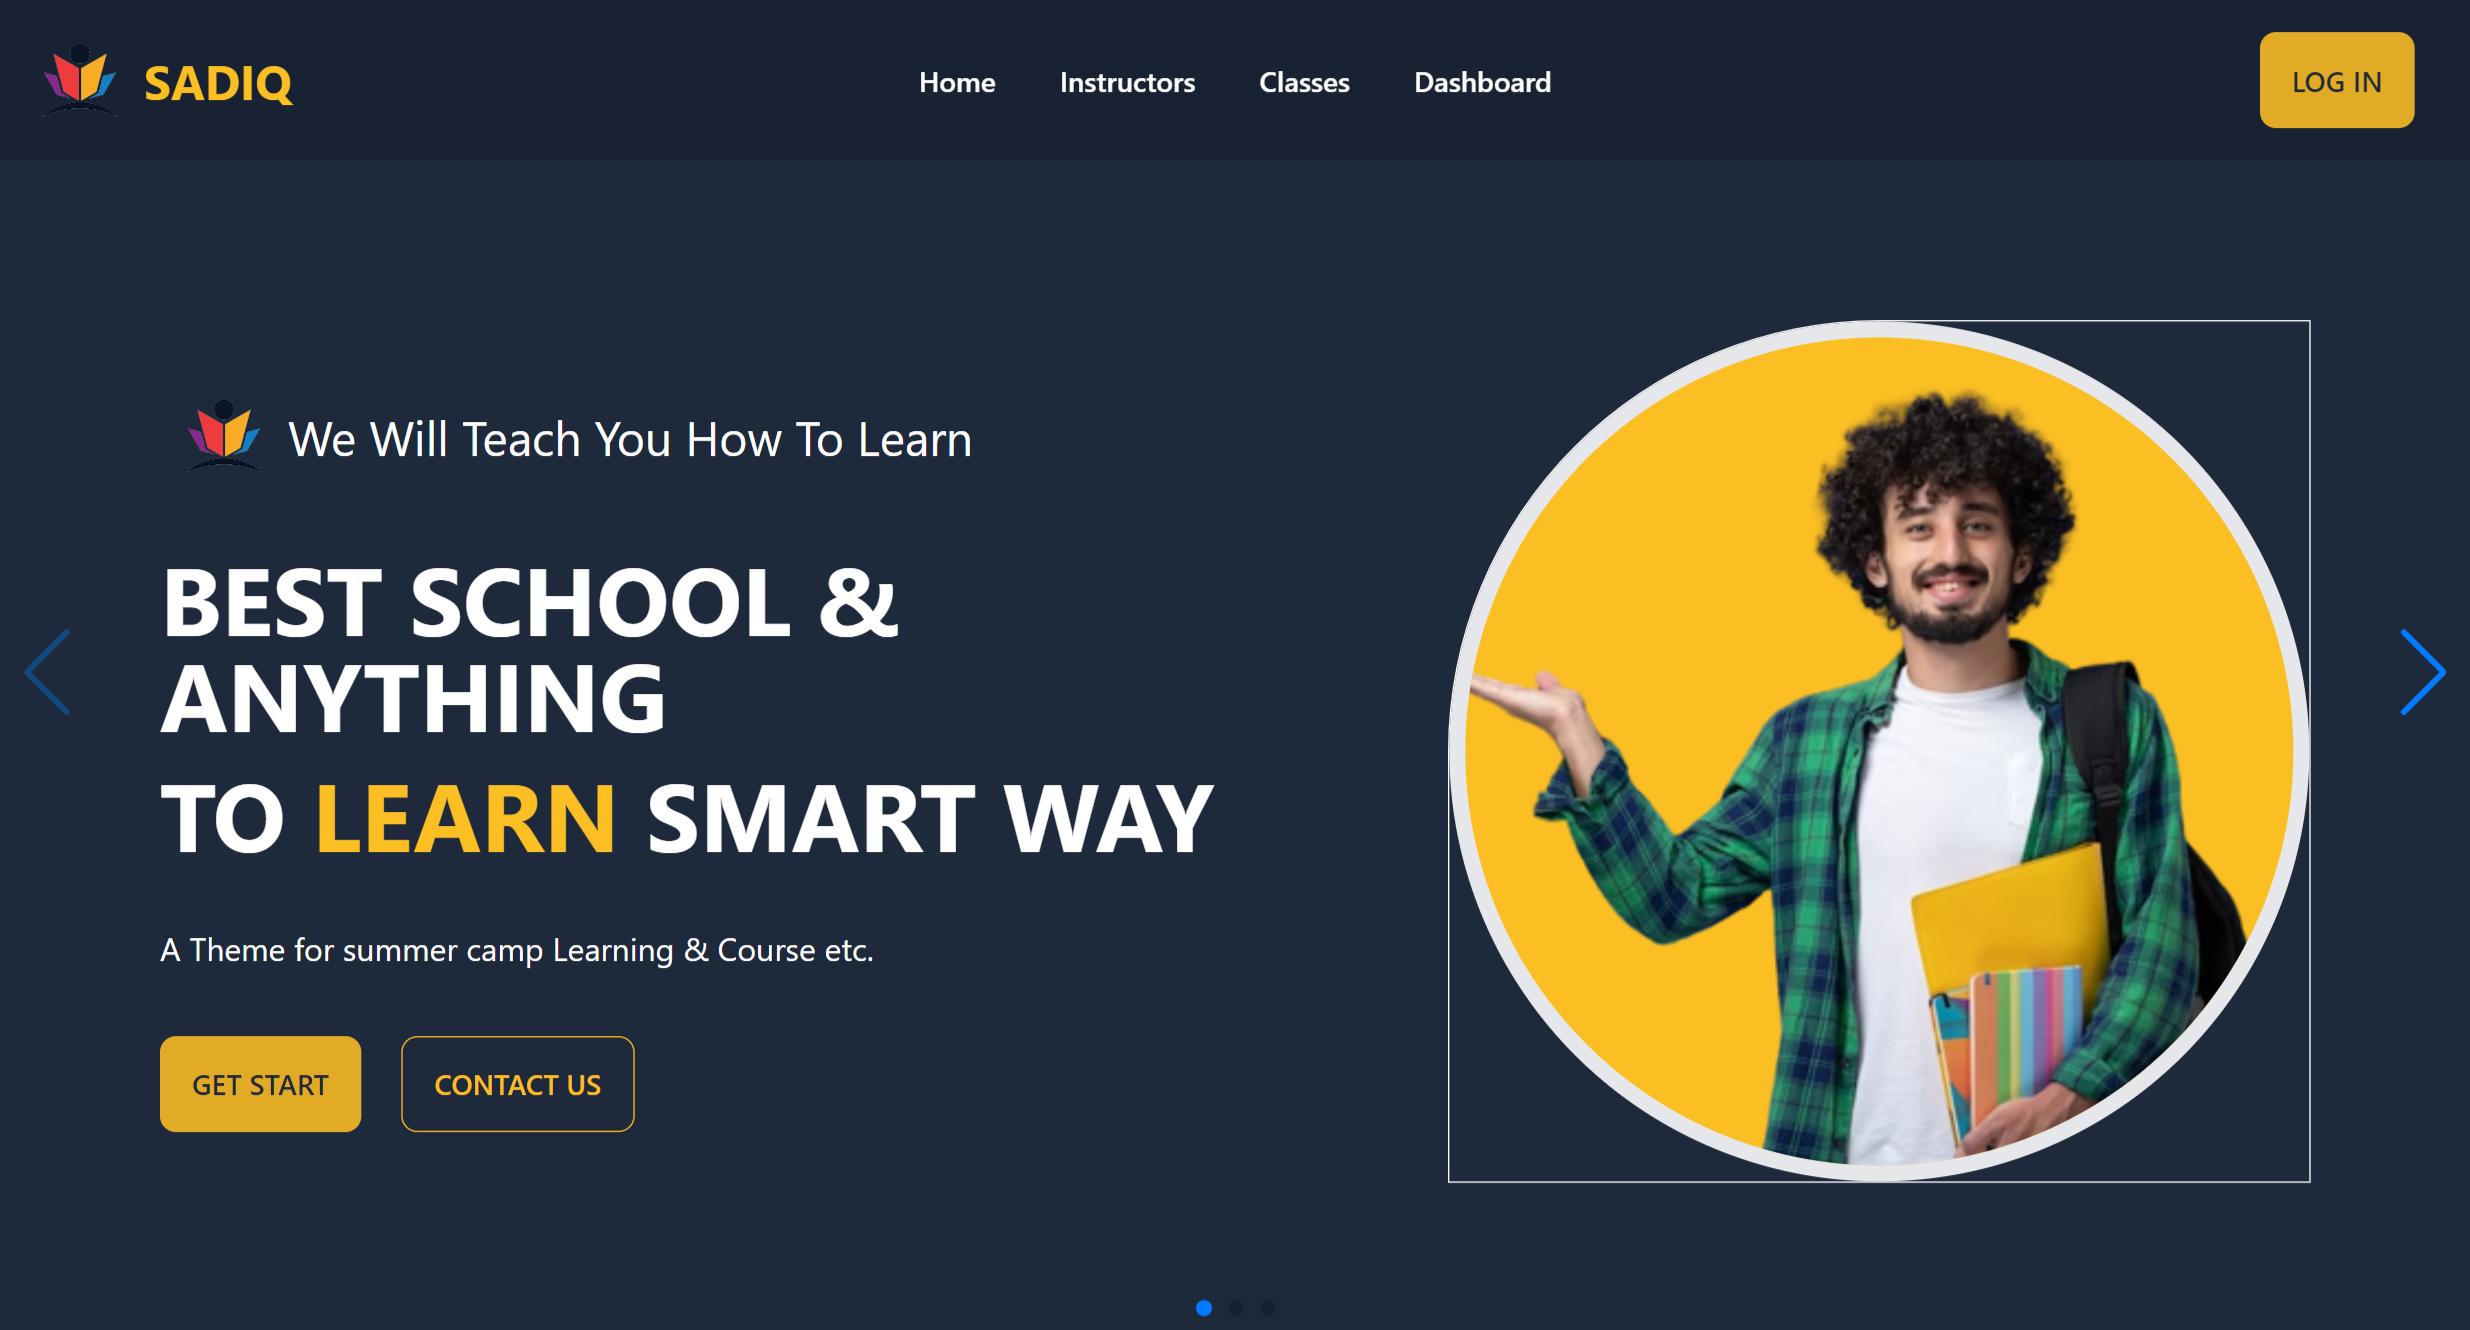 SADIQ
Home
Instructors
Classes
Dashboard
LOG IN
We Will Teach You How To Learn
BEST SCHOOL &
ANYTHING
TO LEARN SMART WAY
A Theme for summer camp Learning & Course etc.
GET START
CONTACT US